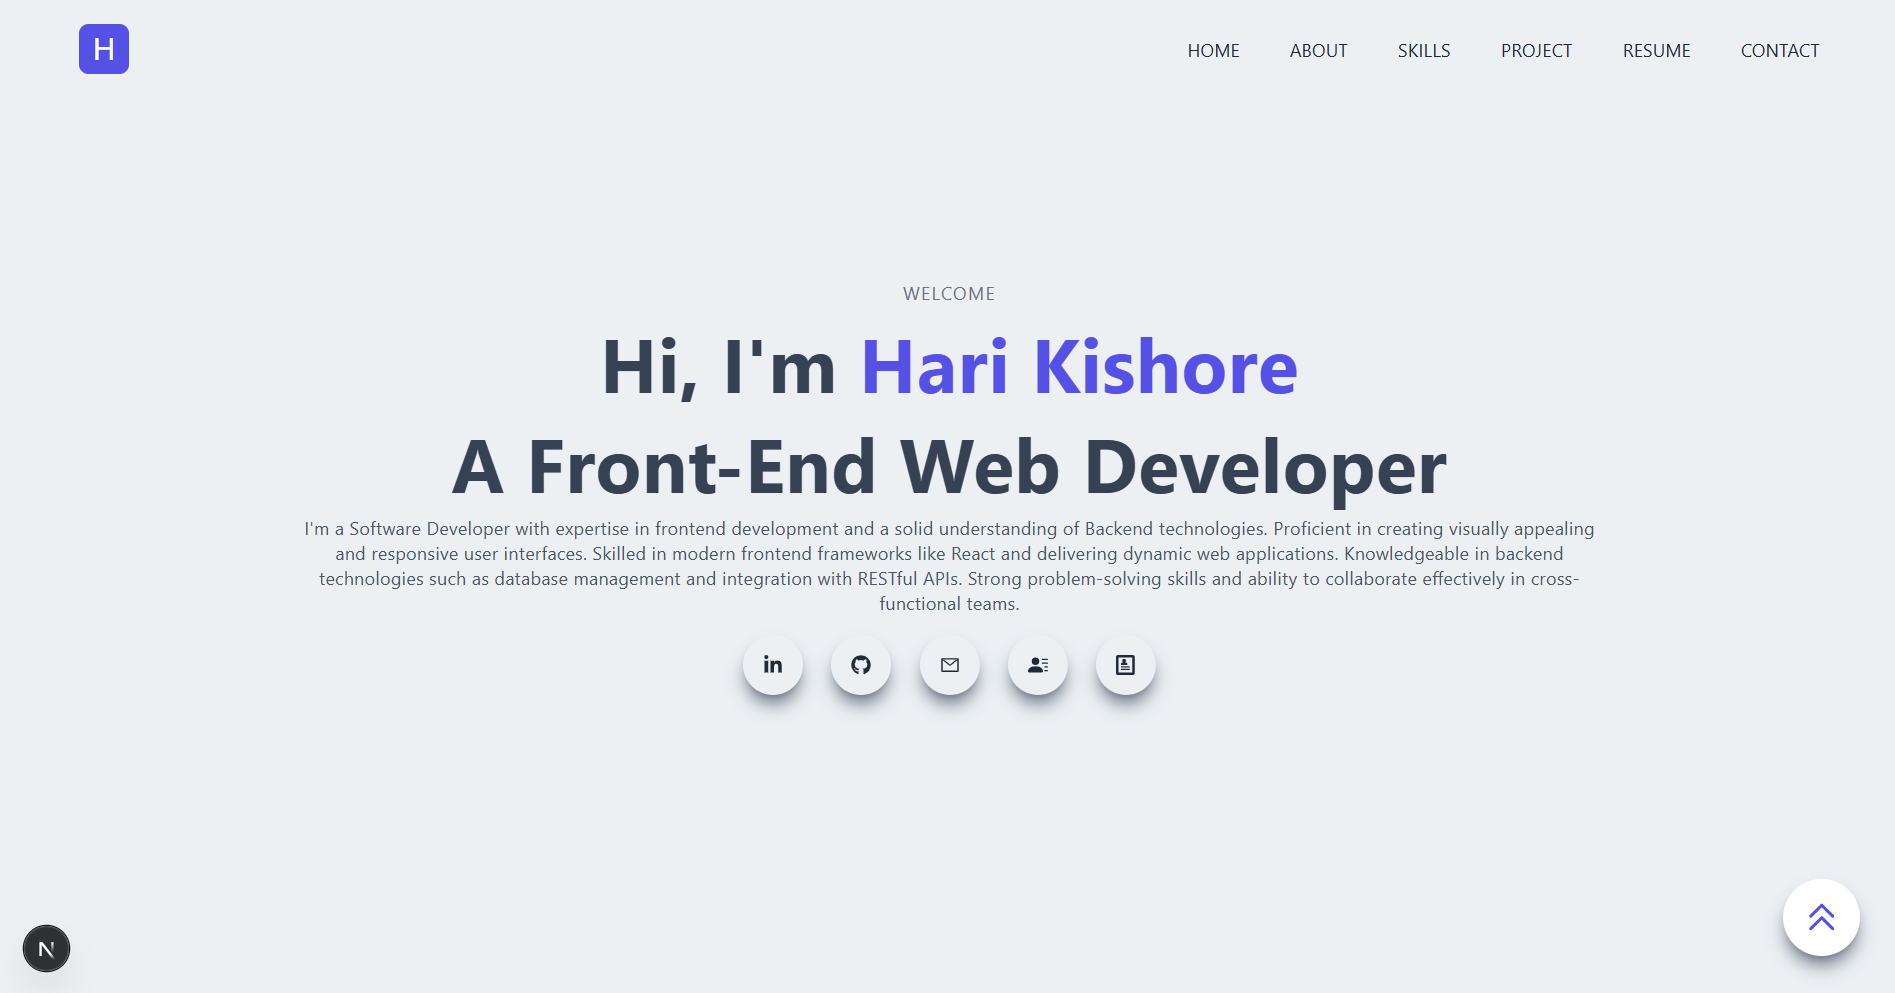 H
HOME ABOUT SKILLS PROJECT RESUME CONTACT
WELCOME
Hi, I'm Hari Kishore
A Front-End Web Developer
I'm a Software Developer with expertise in frontend development and a solid understanding of Backend technologies. Proficient in creating visually appealing
and responsive user interfaces. Skilled in modern frontend frameworks like React and delivering dynamic web applications. Knowledgeable in backend
technologies such as database management and integration with RESTful APIs. Strong problem-solving skills and ability to collaborate effectively in cross-
functional teams.
in
N